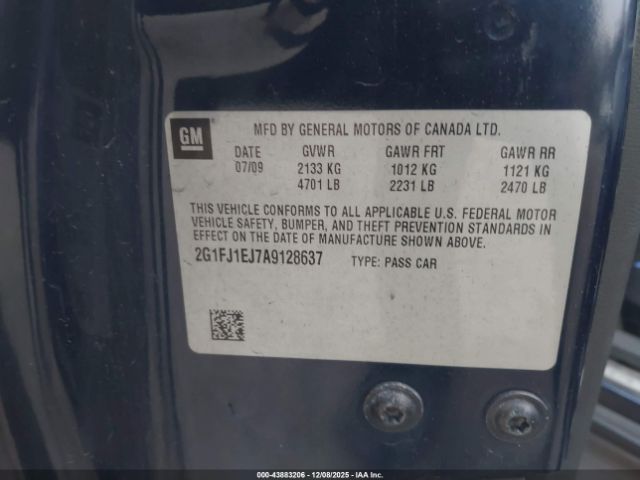 GM
MFD BY GENERAL MOTORS OF CANADA LTD.
DATE GVWR GAWR FRT GAWR RR
07/09 2133 KG 1012 KG 1121 KG
4701 LB 2231 LB 2470 LB
THIS VEHICLE CONFORMS TO ALL APPLICABLE U.S. FEDERAL MOTOR
VEHICLE SAFETY, BUMPER, AND THEFT PREVENTION STANDARDS IN
EFFECT ON THE DATE OF MANUFACTURE SHOWN ABOVE.
2G1FJ1EJ7A9128637 TYPE: PASS CAR
000-43883206 - 12/08/2025 - IAA Inc.